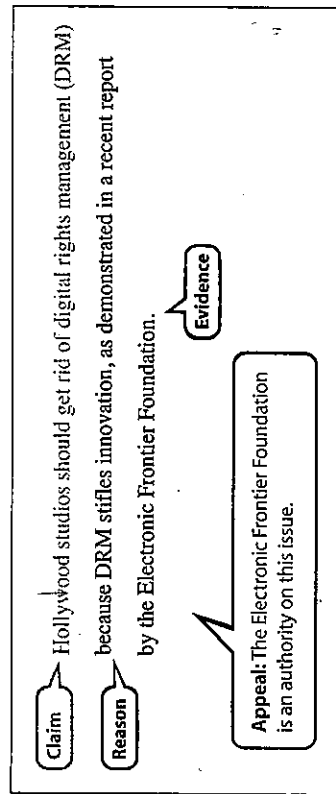 Claim
Hollywood studios should get rid of digital rights management (DRM)
Reason
because DRM stifles innovation, as demonstrated in a recent report
by the Electronic Frontier Foundation.
Evidence
Appeal: The Electronic Frontier Foundation
is an authority on this issue.